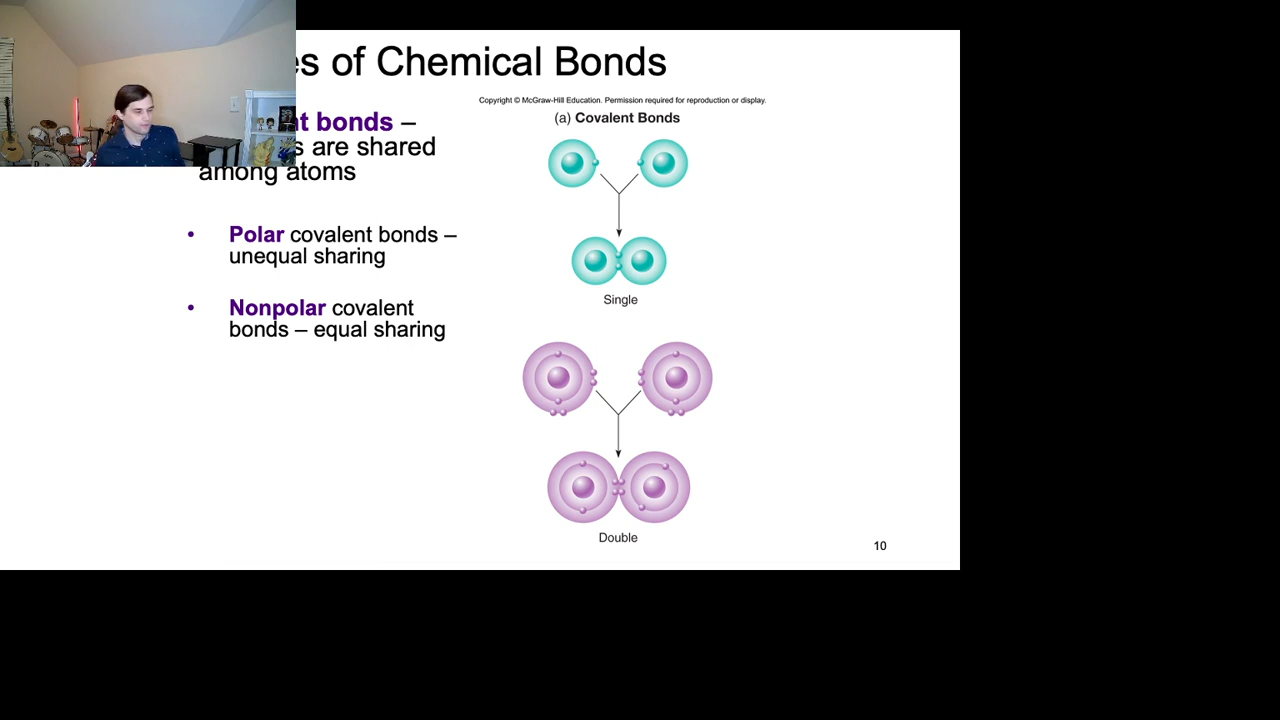 of Chemical Bonds
Copyright © McGraw-Hill Education. Permission required for reproduction or display.
(a) Covalent Bonds
bonds –
are shared
among atoms
• Polar covalent bonds –
unequal sharing
• Nonpolar covalent
bonds – equal sharing
Single
Double
10